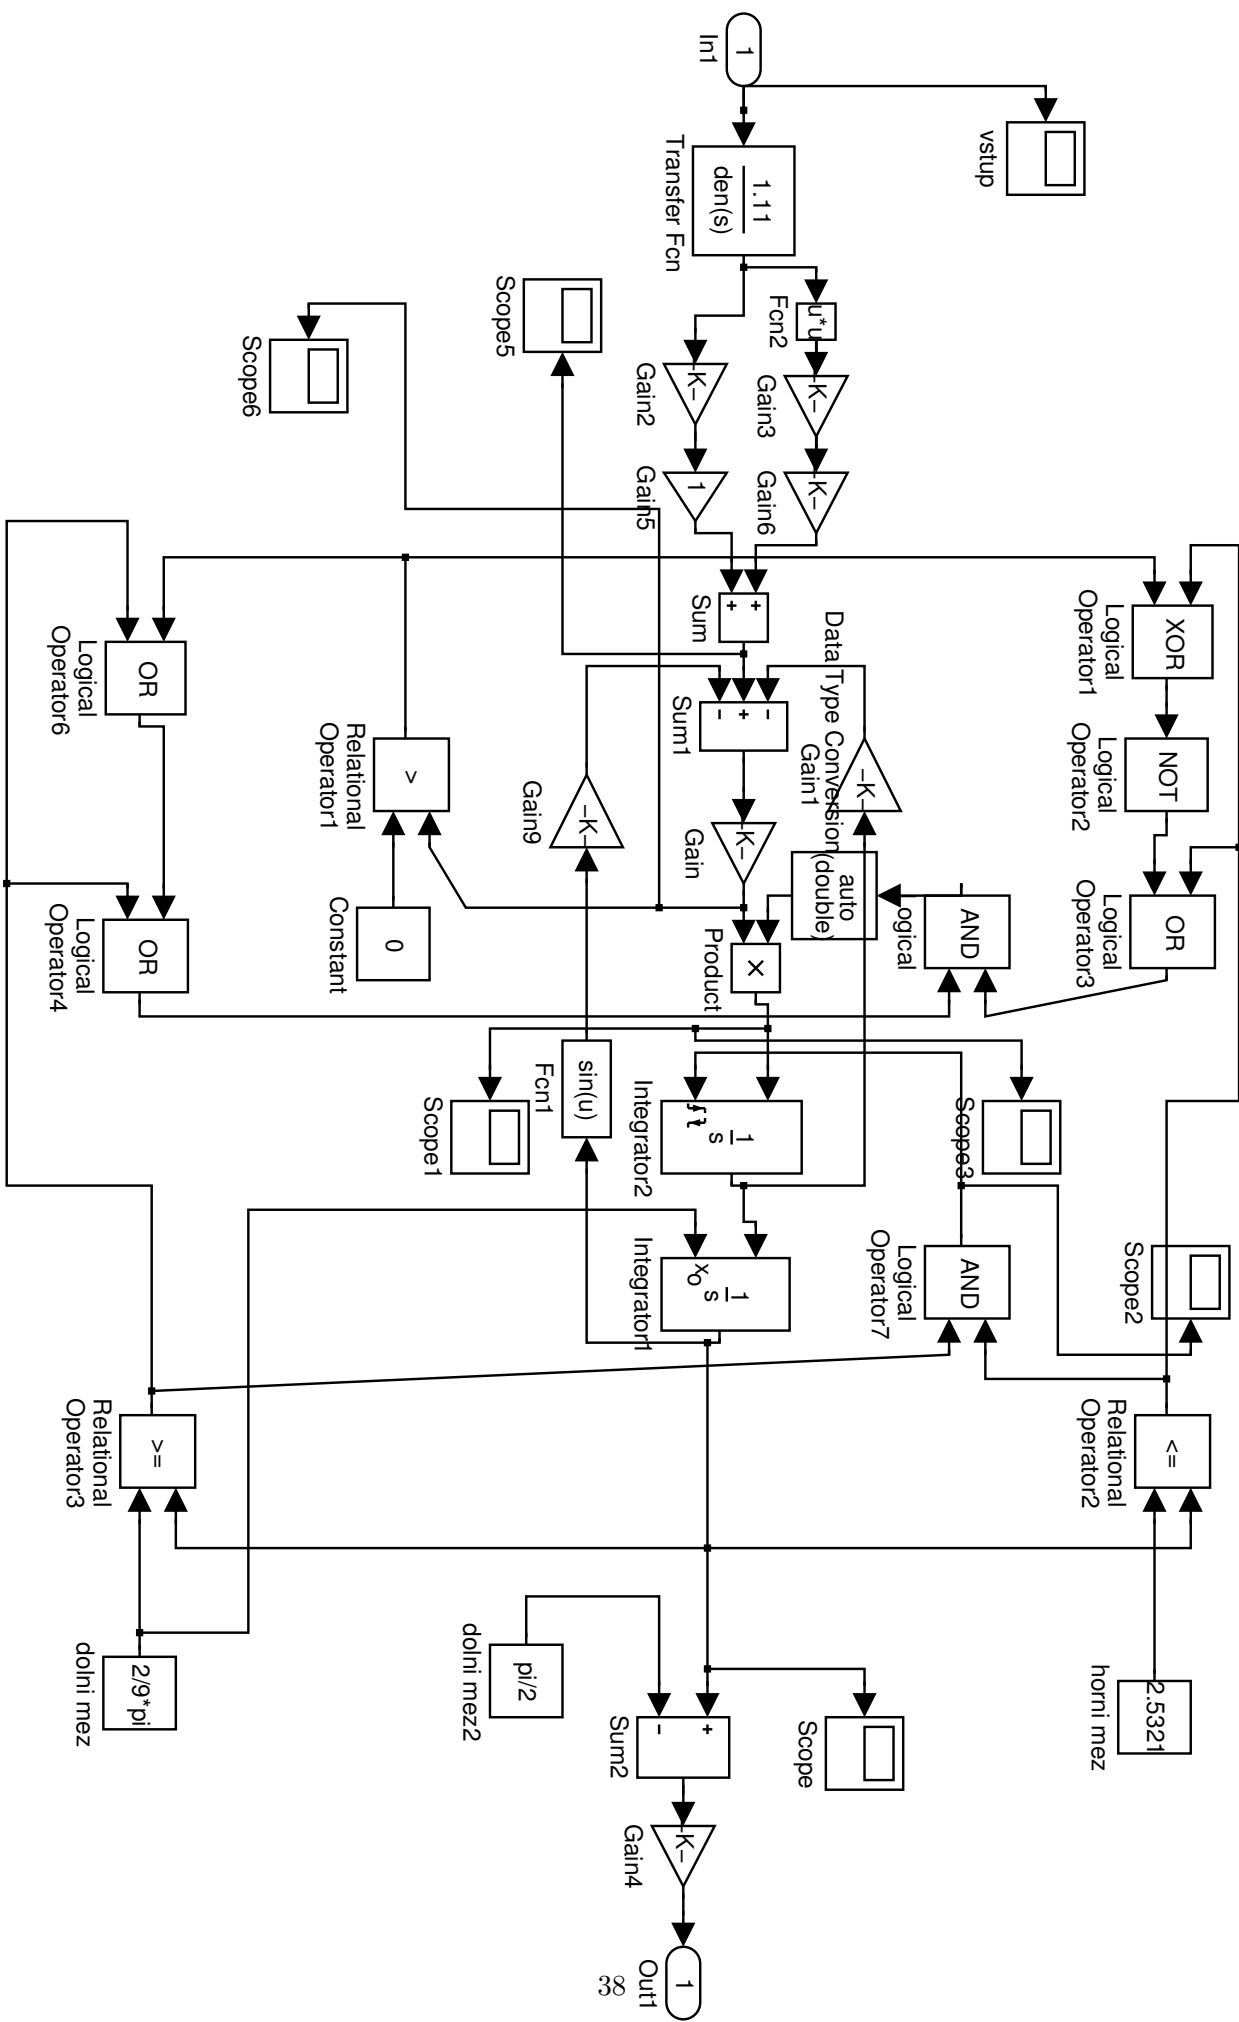 1
In1
vstup
1.11
den(s)
Transfer Fcn
u*u
Fcn2
-K-
Gain3
-K-
Gain2
-K-
Gain6
1
Gain5
Scope5
Scope6
+
+
Sum
XOR
Logical
Operator1
NOT
Logical
Operator2
OR
Logical
Operator3
OR
Logical
Operator6
OR
Logical
Operator4
−
+
−
Sum1
-K-
Gain1
Data Type Conversion
auto
(double)
-K-
Gain
>
Relational
Operator1
0
Constant
-K-
Gain9
AND
ogical
×
Product
sin(u)
Fcn1
Scope1
Scope3
1
s
Integrator2
1
s
xo
Integrator1
AND
Logical
Operator7
Scope2
<=
Relational
Operator2
>=
Relational
Operator3
2.5321
horni mez
2/9*pi
dolni mez
pi/2
dolni mez2
Scope
+
−
Sum2
-K-
Gain4
1
Out1
38